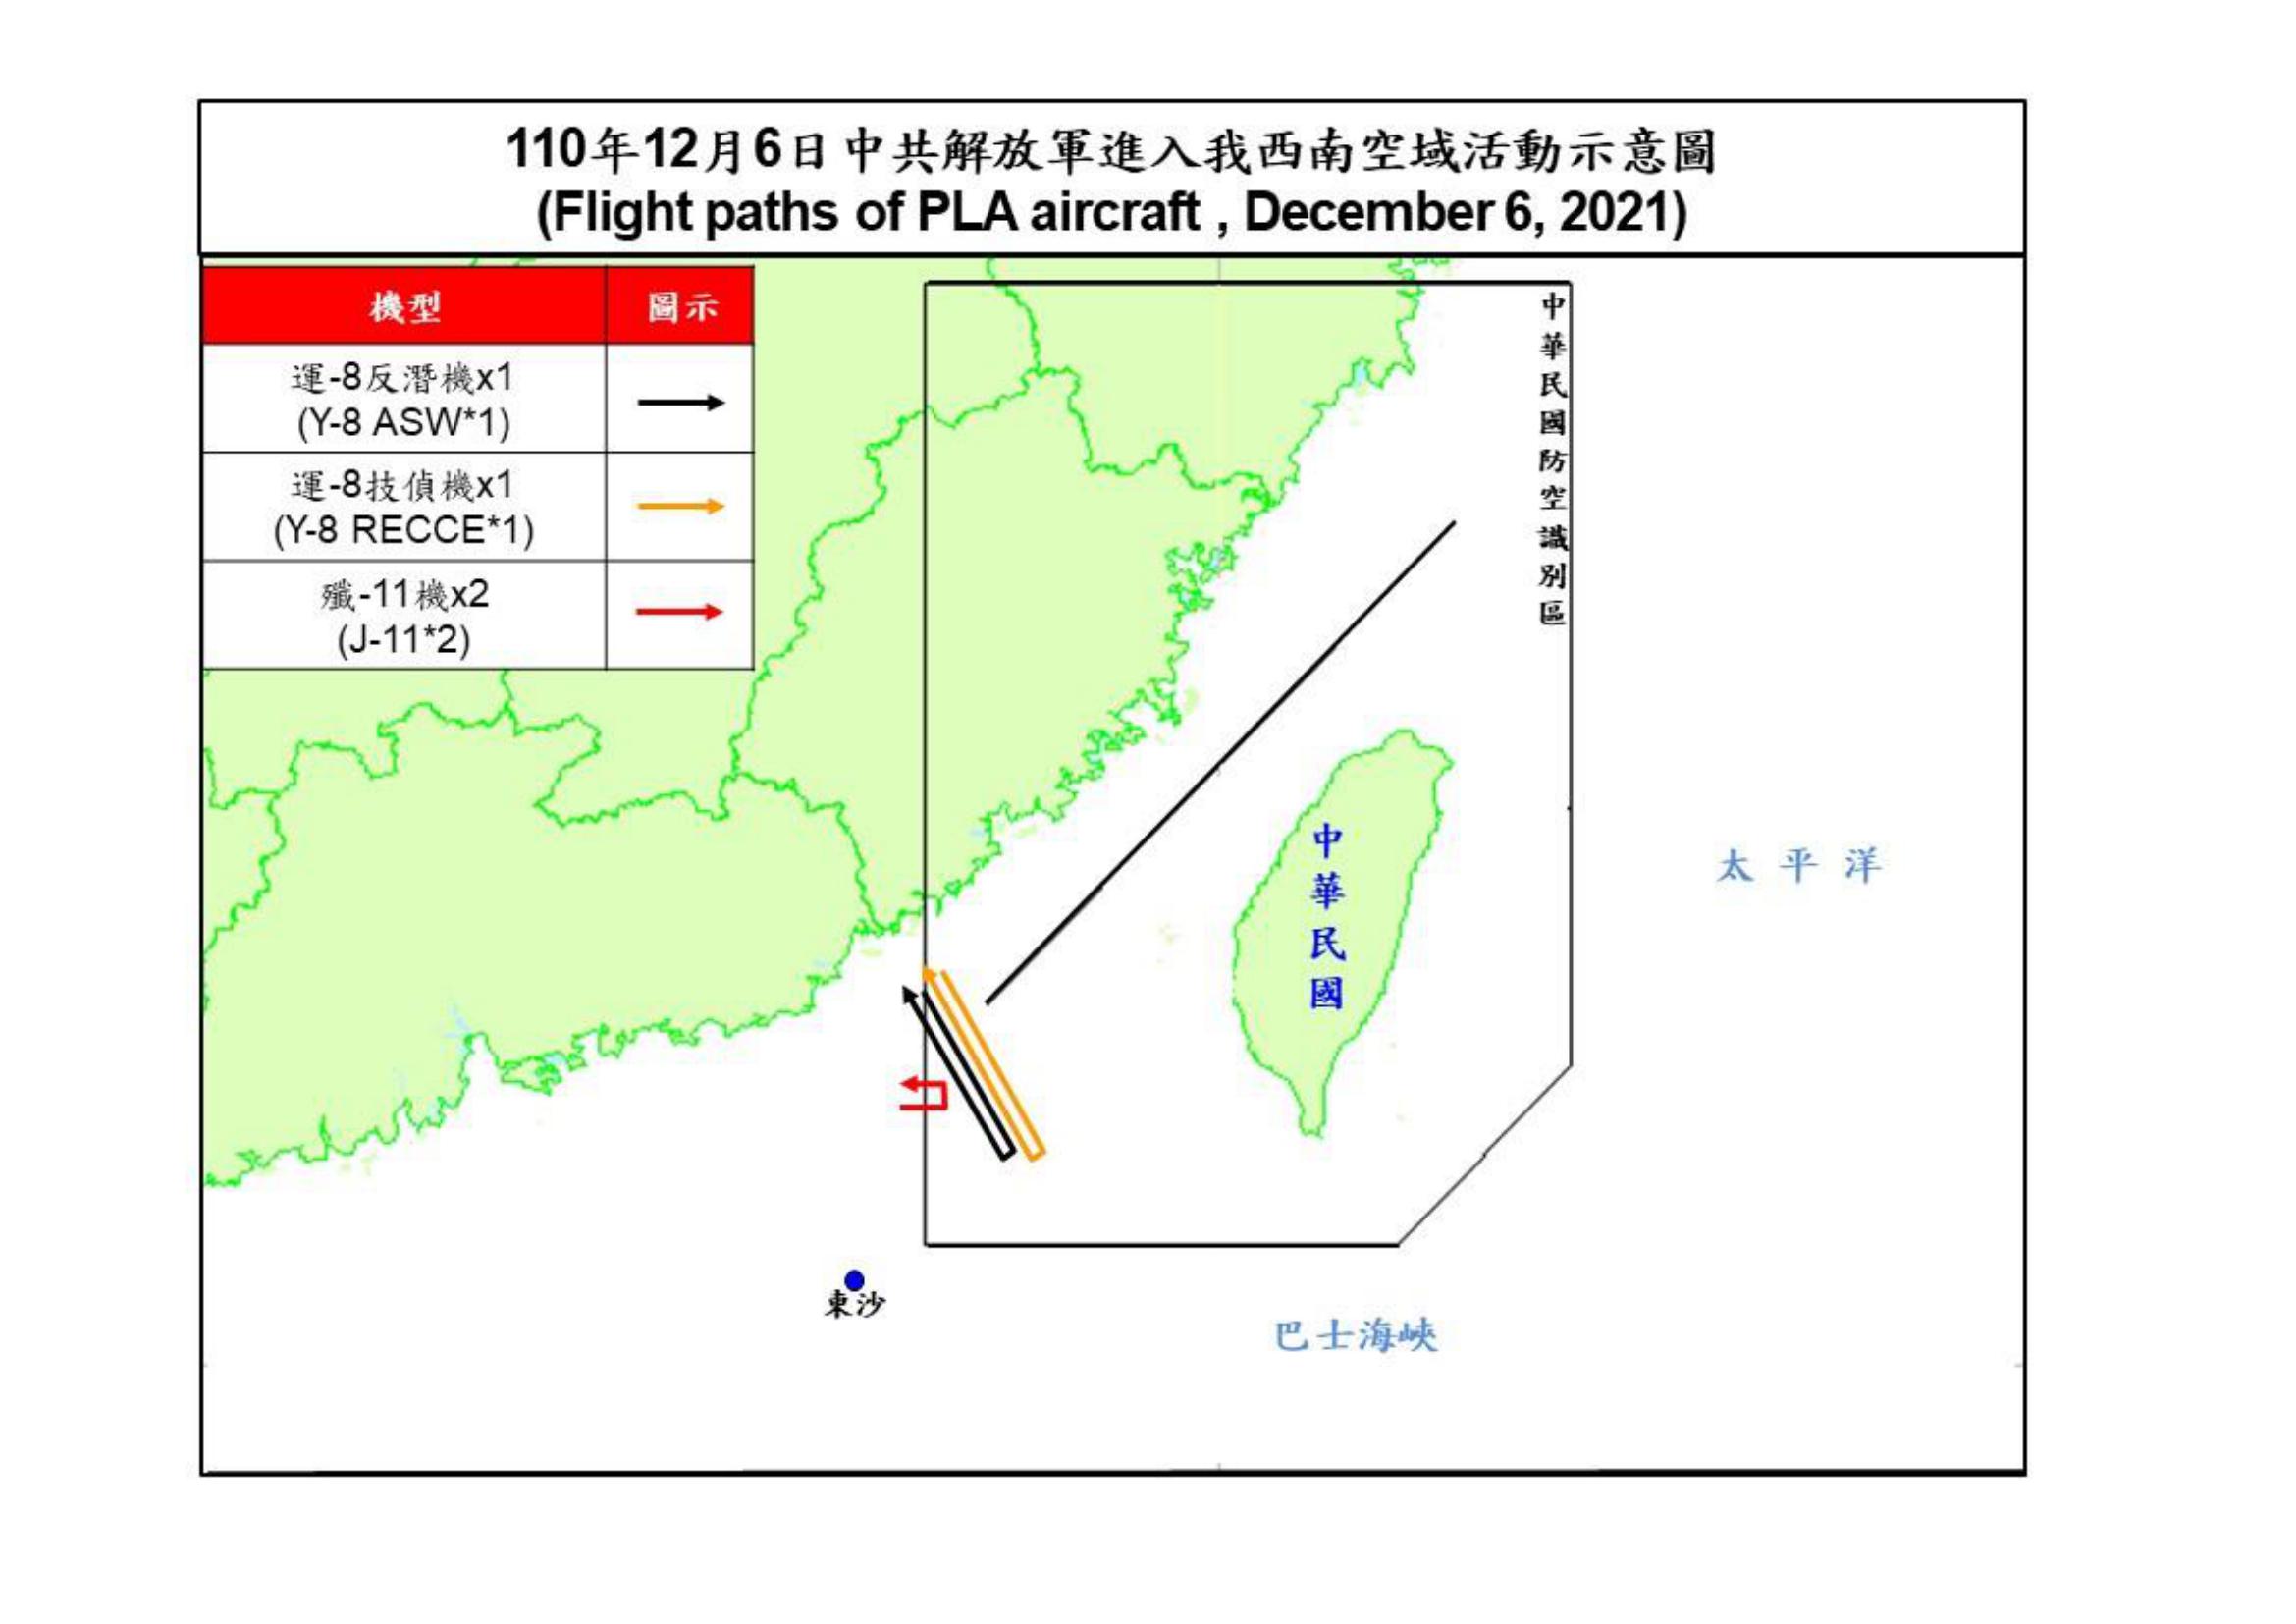 110年12月6日中共解放軍進入我西南空域活動示意圖
(Flight paths of PLA aircraft , December 6, 2021)
機型 圖示
運-8反潛機x1
(Y-8 ASW*1)
運-8技偵機x1
(Y-8 RECCE*1)
殲-11機x2
(J-11*2)
中華民國防空識別區
中華民國
太平洋
東沙
巴士海峽